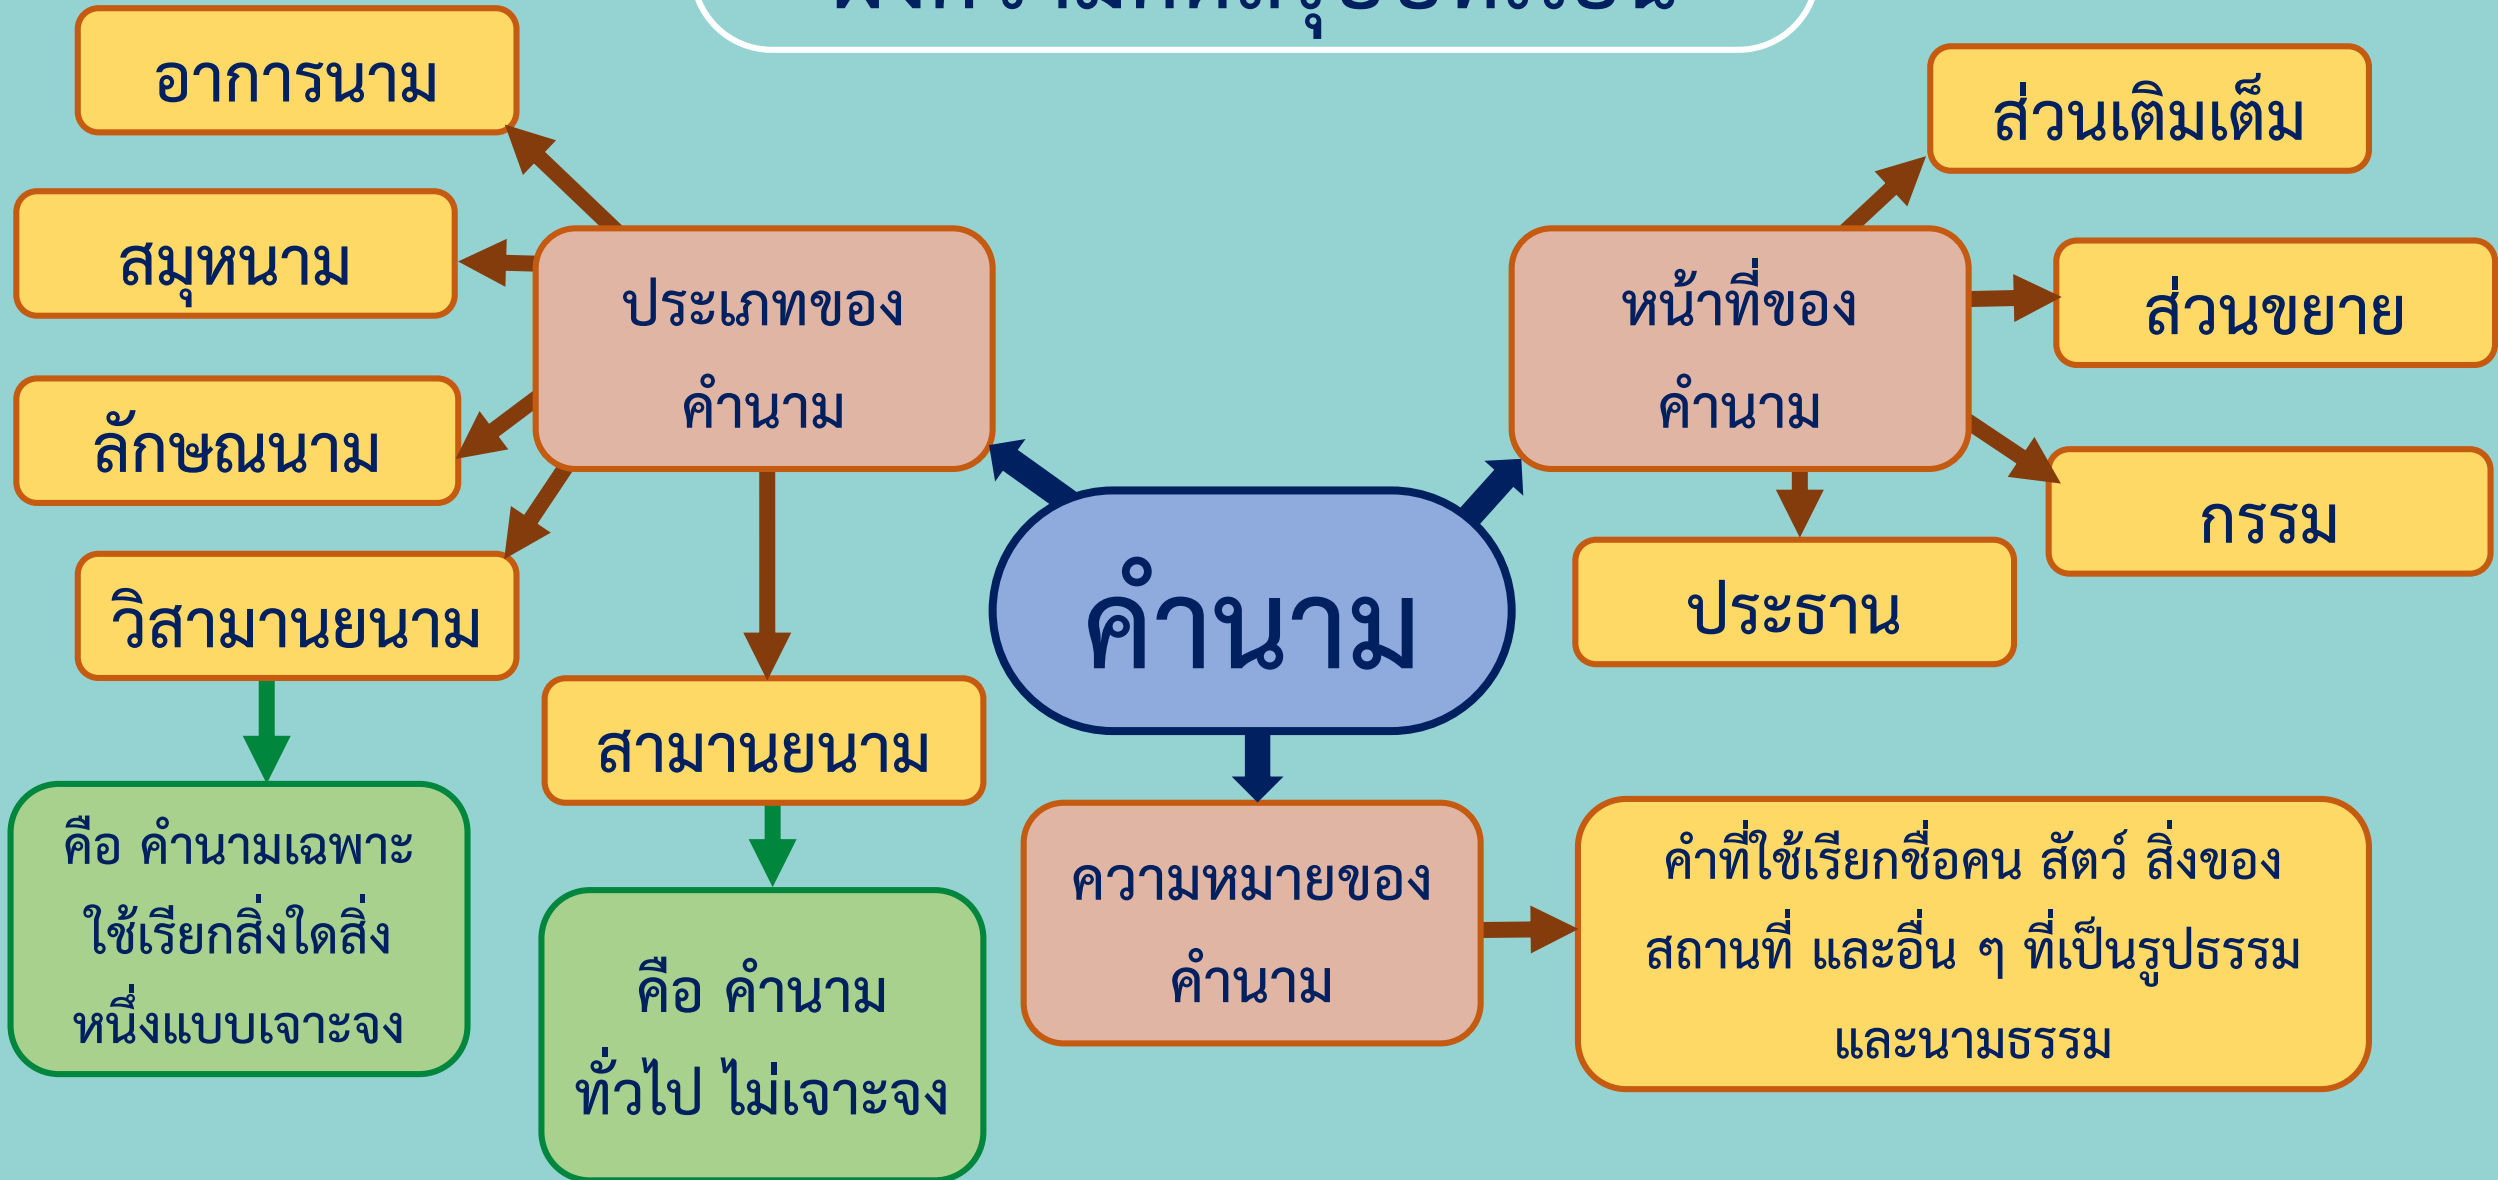 อาการนาม
สมุหนาม
ลักษณนาม
วิสามานยนาม
คือ คำนามเฉพาะ
ใช้เรียกสิ่งใดสิ่ง
หนึ่งแบบเจาะจง
ประเภทของ
คำนาม
สามานยนาม
คือ คำนาม
ทั่วไป ไม่เจาะจง
คำนาม
ความหมายของ
คำนาม
คำที่ใช้เรียกชื่อคน สัตว์ สิ่งของ
สถานที่ และอื่น ๆ ที่เป็นรูปธรรม
และนามธรรม
หน้าที่ของ
คำนาม
ส่วนเติมเต็ม
ส่วนขยาย
กรรม
ประธาน